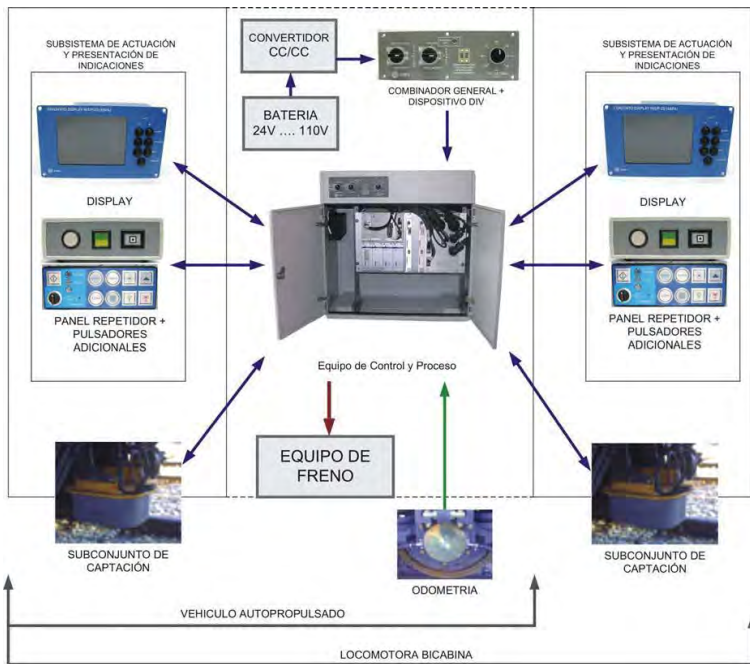 SUBSISTEMA DE ACTUACIÓN
Y PRESENTACIÓN DE
INDICACIONES
DISPLAY
PANEL REPETIDOR +
PULSADORES
ADICIONALES
SUBCONJUNTO DE
CAPTACIÓN
CONVERTIDOR
CC/CC
BATERIA
24V .... 110V
COMBINADOR GENERAL +
DISPOSITIVO DIV
Equipo de Control y Proceso
EQUIPO DE
FRENO
ODOMETRIA
SUBSISTEMA DE ACTUACIÓN
Y PRESENTACIÓN DE
INDICACIONES
DISPLAY
PANEL REPETIDOR +
PULSADORES
ADICIONALES
SUBCONJUNTO DE
CAPTACIÓN
VEHICULO AUTOPROPULSADO
LOCOMOTORA BICABINA